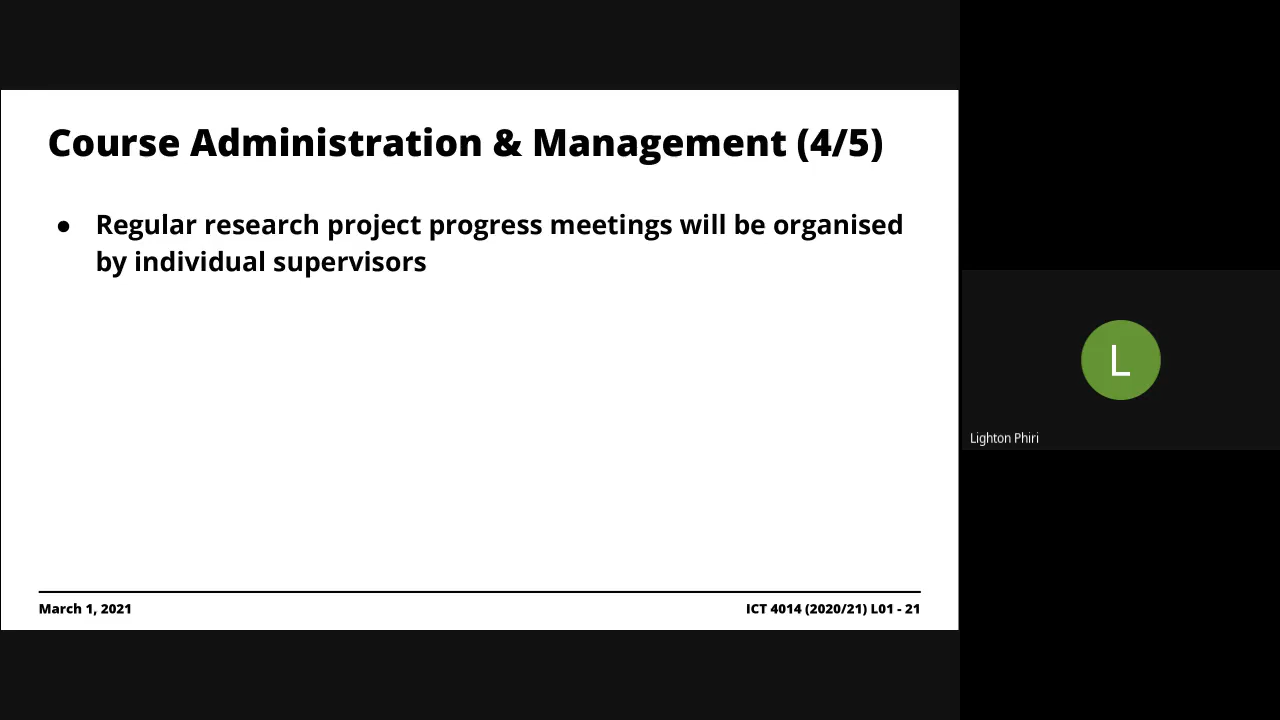 Course Administration & Management (4/5)
● Regular research project progress meetings will be organised
by individual supervisors
March 1, 2021
ICT 4014 (2020/21) L01 - 21
L
Lighton Phiri